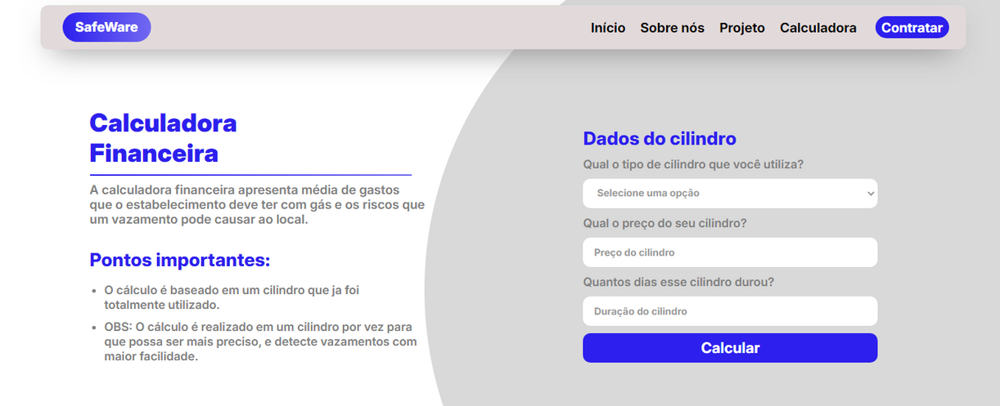 SafeWare
Início
Sobre nós
Projeto
Calculadora
Contratar
Calculadora
Financeira
A calculadora financeira apresenta média de gastos
que o estabelecimento deve ter com gás e os riscos que
um vazamento pode causar ao local.
Pontos importantes:
• O cálculo é baseado em um cilindro que ja foi
totalmente utilizado.
• OBS: O cálculo é realizado em um cilindro por vez para
que possa ser mais preciso, e detecte vazamentos com
maior facilidade.
Dados do cilindro
Qual o tipo de cilindro que você utiliza?
Selecione uma opção
Qual o preço do seu cilindro?
Preço do cilindro
Quantos dias esse cilindro durou?
Duração do cilindro
Calcular